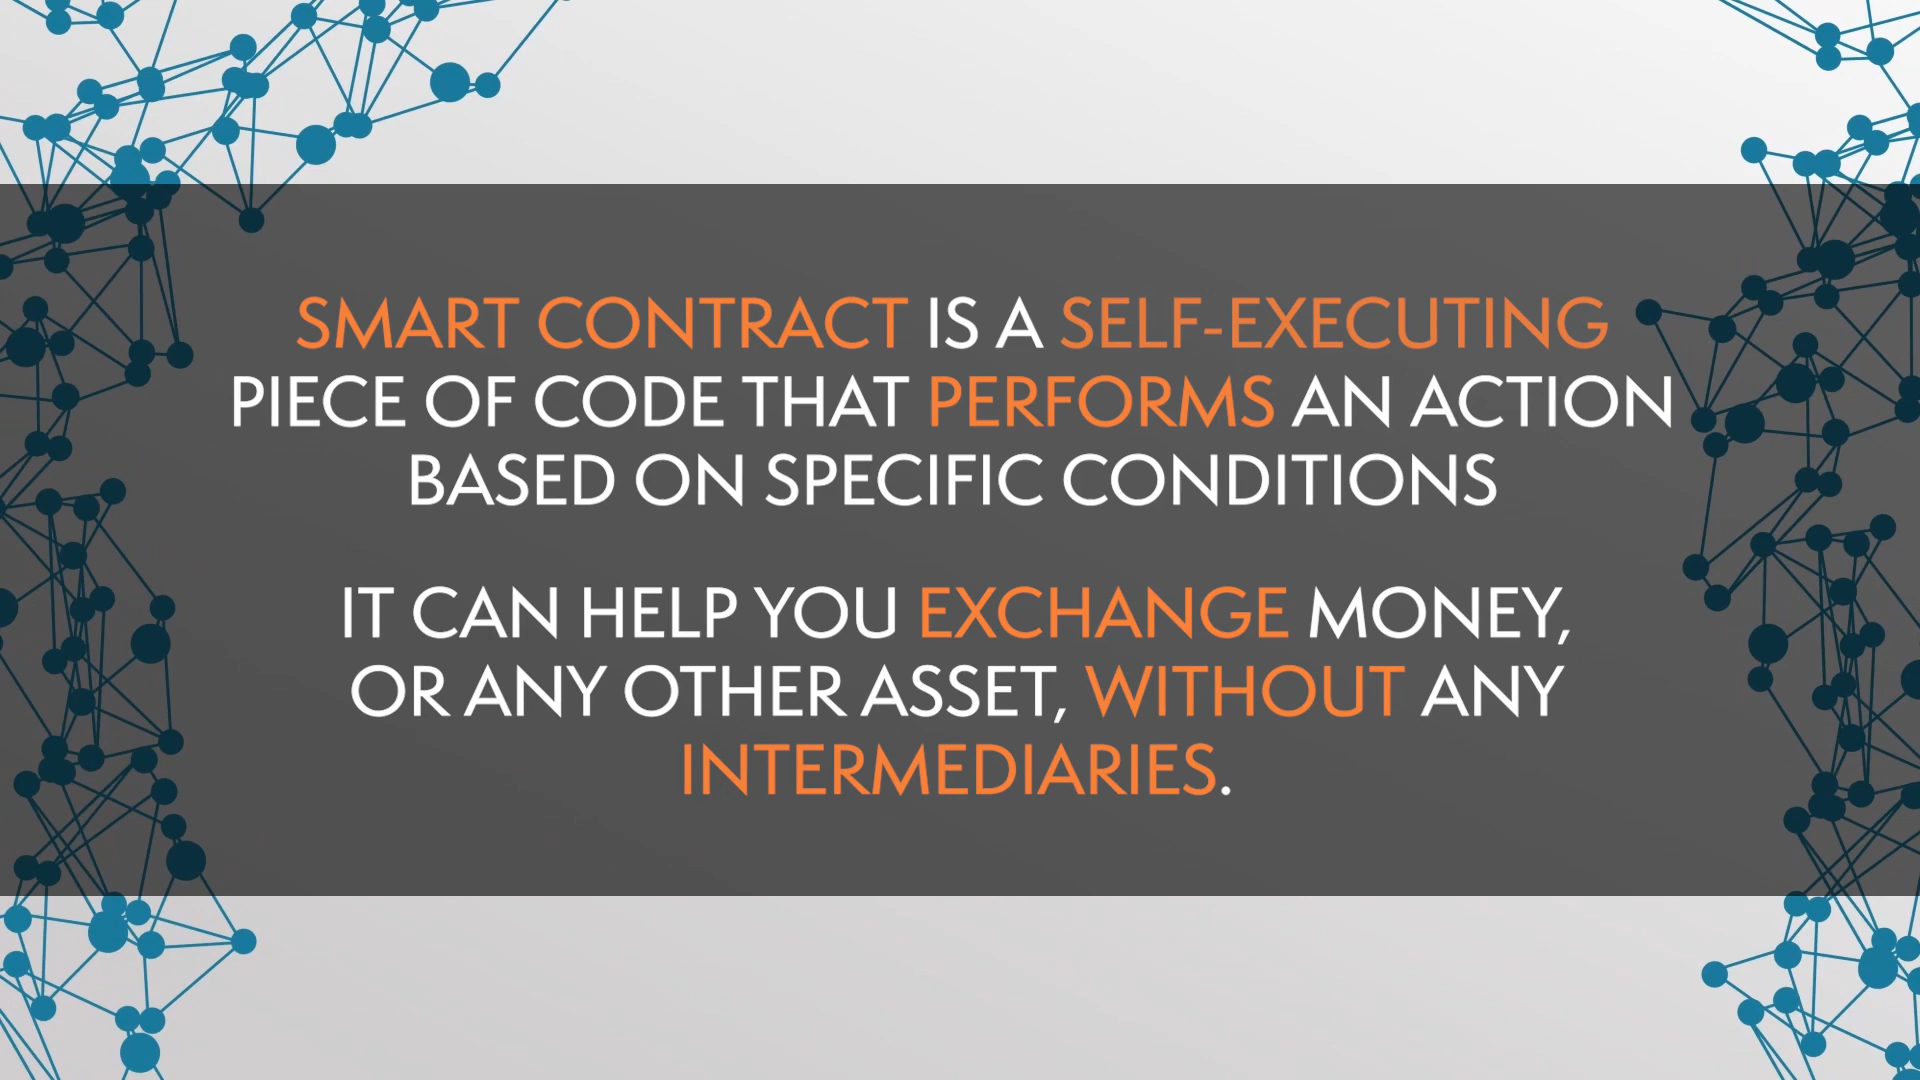 SMART CONTRACT IS A SELF-EXECUTING
PIECE OF CODE THAT PERFORMS AN ACTION
BASED ON SPECIFIC CONDITIONS
IT CAN HELP YOU EXCHANGE MONEY,
OR ANY OTHER ASSET, WITHOUT ANY
INTERMEDIARIES.